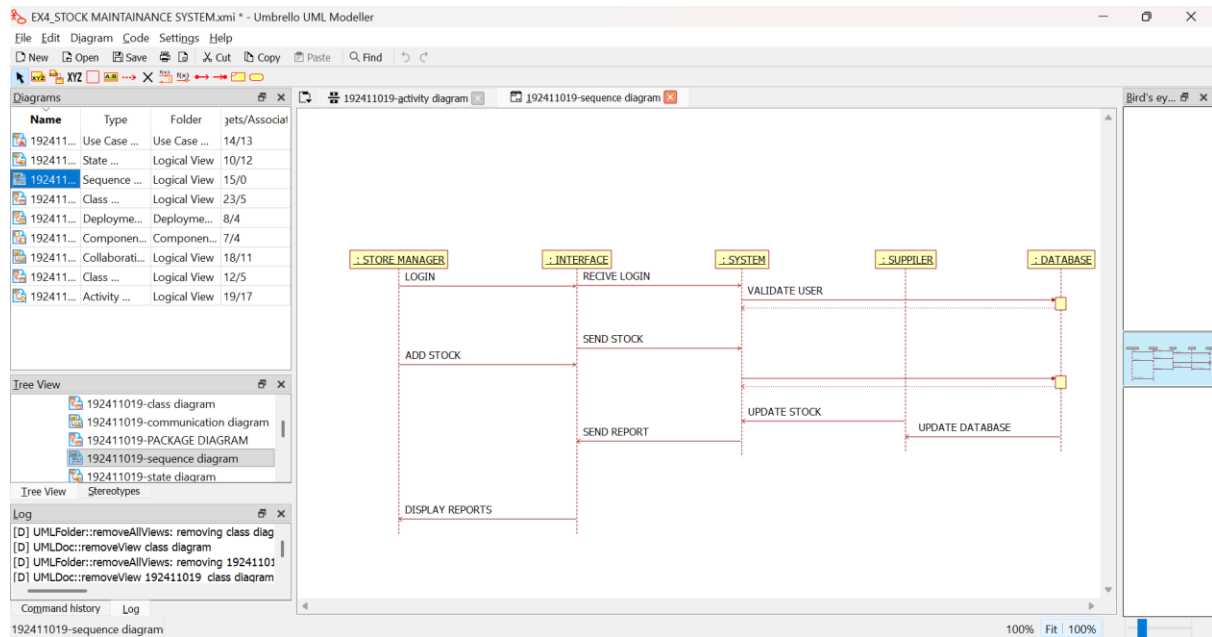 EX4_STOCK MAINTAINANCE SYSTEM.xmi * - Umbrello UML Modeller
File Edit Diagram Code Settings Help
New Open Save Cut Copy Paste Find
XYZ XYZ A:B f(x) f(x)
Diagrams
192411019-activity diagram
192411019-sequence diagram
Bird's ey...
Name Type Folder gets/Associat
192411... Use Case ... Use Case ... 14/13
192411... State ... Logical View 10/12
192411... Sequence ... Logical View 15/0
192411... Class ... Logical View 23/5
192411... Deployme... Deployme... 8/4
192411... Componen... Componen... 7/4
192411... Collaborati... Logical View 18/11
192411... Class ... Logical View 12/5
192411... Activity ... Logical View 19/17
Tree View
192411019-class diagram
192411019-communication diagram
192411019-PACKAGE DIAGRAM
192411019-sequence diagram
192411019-state diagram
Tree View Stereotypes
Log
[D] UMLFolder::removeAllViews: removing class diag
[D] UMLDoc::removeView class diagram
[D] UMLFolder::removeAllViews: removing 19241101
[D] UMLDoc::removeView 192411019 class diagram
Command history Log
192411019-sequence diagram
: STORE MANAGER : INTERFACE : SYSTEM : SUPPILER : DATABASE
LOGIN RECIVE LOGIN
VALIDATE USER
SEND STOCK
ADD STOCK
UPDATE STOCK
UPDATE DATABASE
SEND REPORT
DISPLAY REPORTS
100% Fit 100%